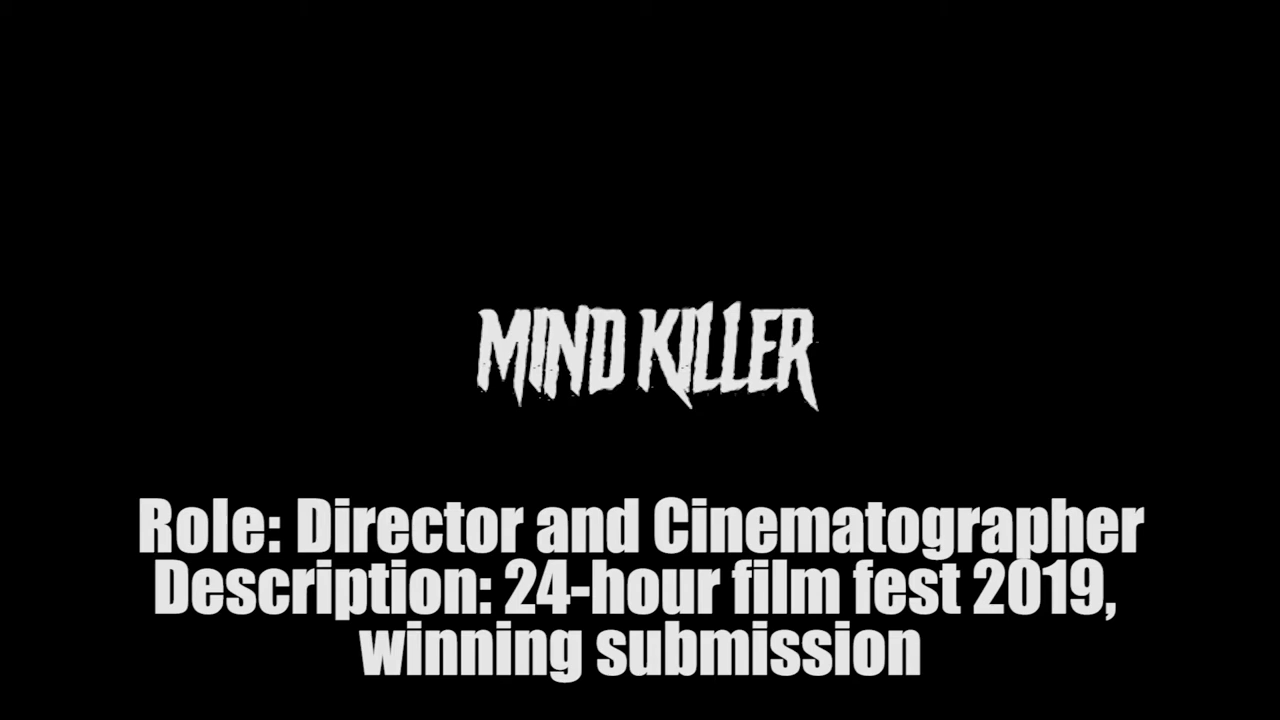 MIND KILLER
Role: Director and Cinematographer
Description: 24-hour film fest 2019,
winning submission